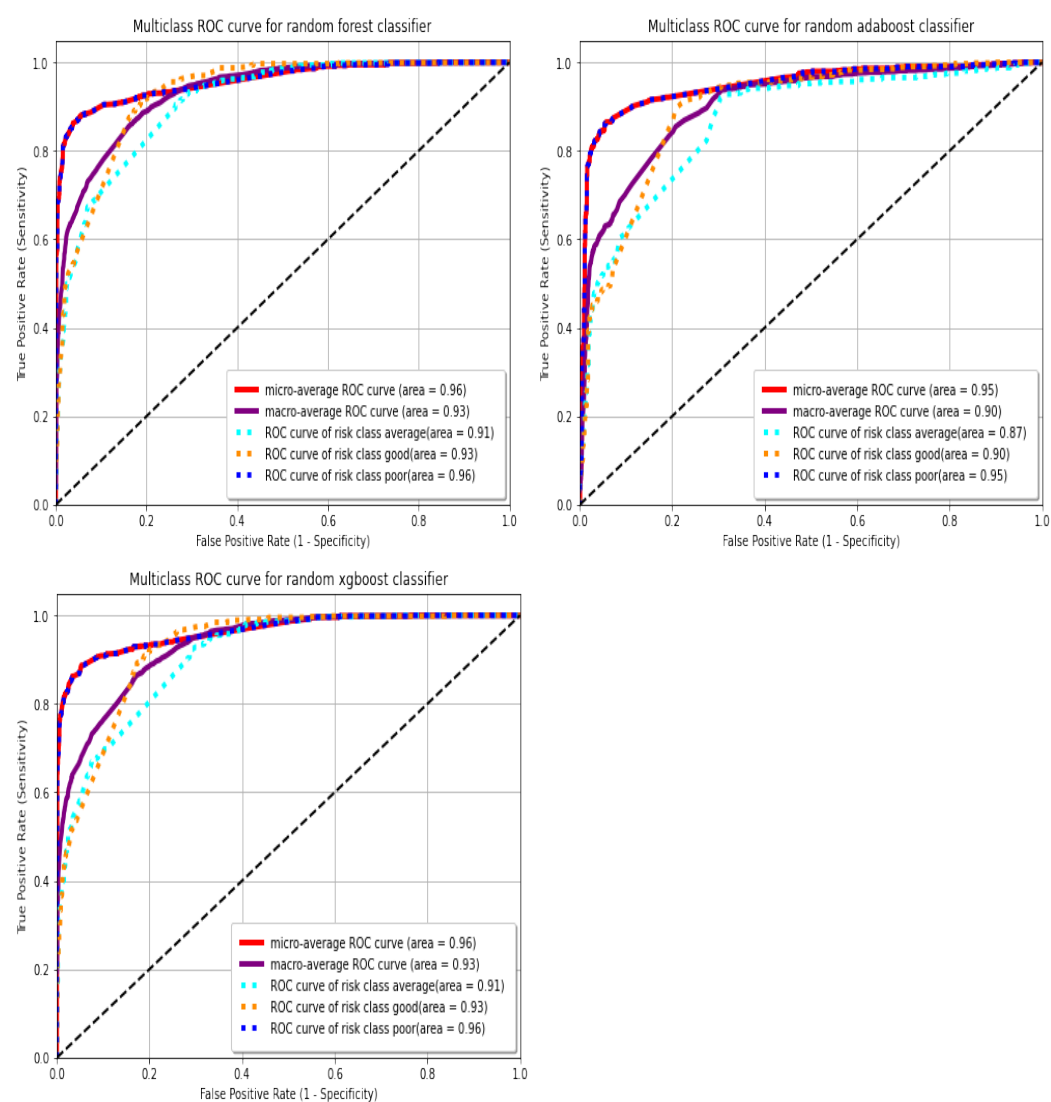 Multiclass ROC curve for random forest classifier
True Positive Rate (Sensitivity)
1.0
0.8
0.6
0.4
0.2
0.0
micro-average ROC curve (area = 0.96)
macro-average ROC curve (area = 0.93)
ROC curve of risk class average(area = 0.91)
ROC curve of risk class good(area = 0.93)
ROC curve of risk class poor(area = 0.96)
0.0 0.2 0.4 0.6 0.8 1.0
False Positive Rate (1 - Specificity)
Multiclass ROC curve for random adaboost classifier
True Positive Rate (Sensitivity)
1.0
0.8
0.6
0.4
0.2
0.0
micro-average ROC curve (area = 0.95)
macro-average ROC curve (area = 0.90)
ROC curve of risk class average(area = 0.87)
ROC curve of risk class good(area = 0.90)
ROC curve of risk class poor(area = 0.95)
0.0 0.2 0.4 0.6 0.8 1.0
False Positive Rate (1 - Specificity)
Multiclass ROC curve for random xgboost classifier
True Positive Rate (Sensitivity)
1.0
0.8
0.6
0.4
0.2
0.0
micro-average ROC curve (area = 0.96)
macro-average ROC curve (area = 0.93)
ROC curve of risk class average(area = 0.91)
ROC curve of risk class good(area = 0.93)
ROC curve of risk class poor(area = 0.96)
0.0 0.2 0.4 0.6 0.8 1.0
False Positive Rate (1 - Specificity)